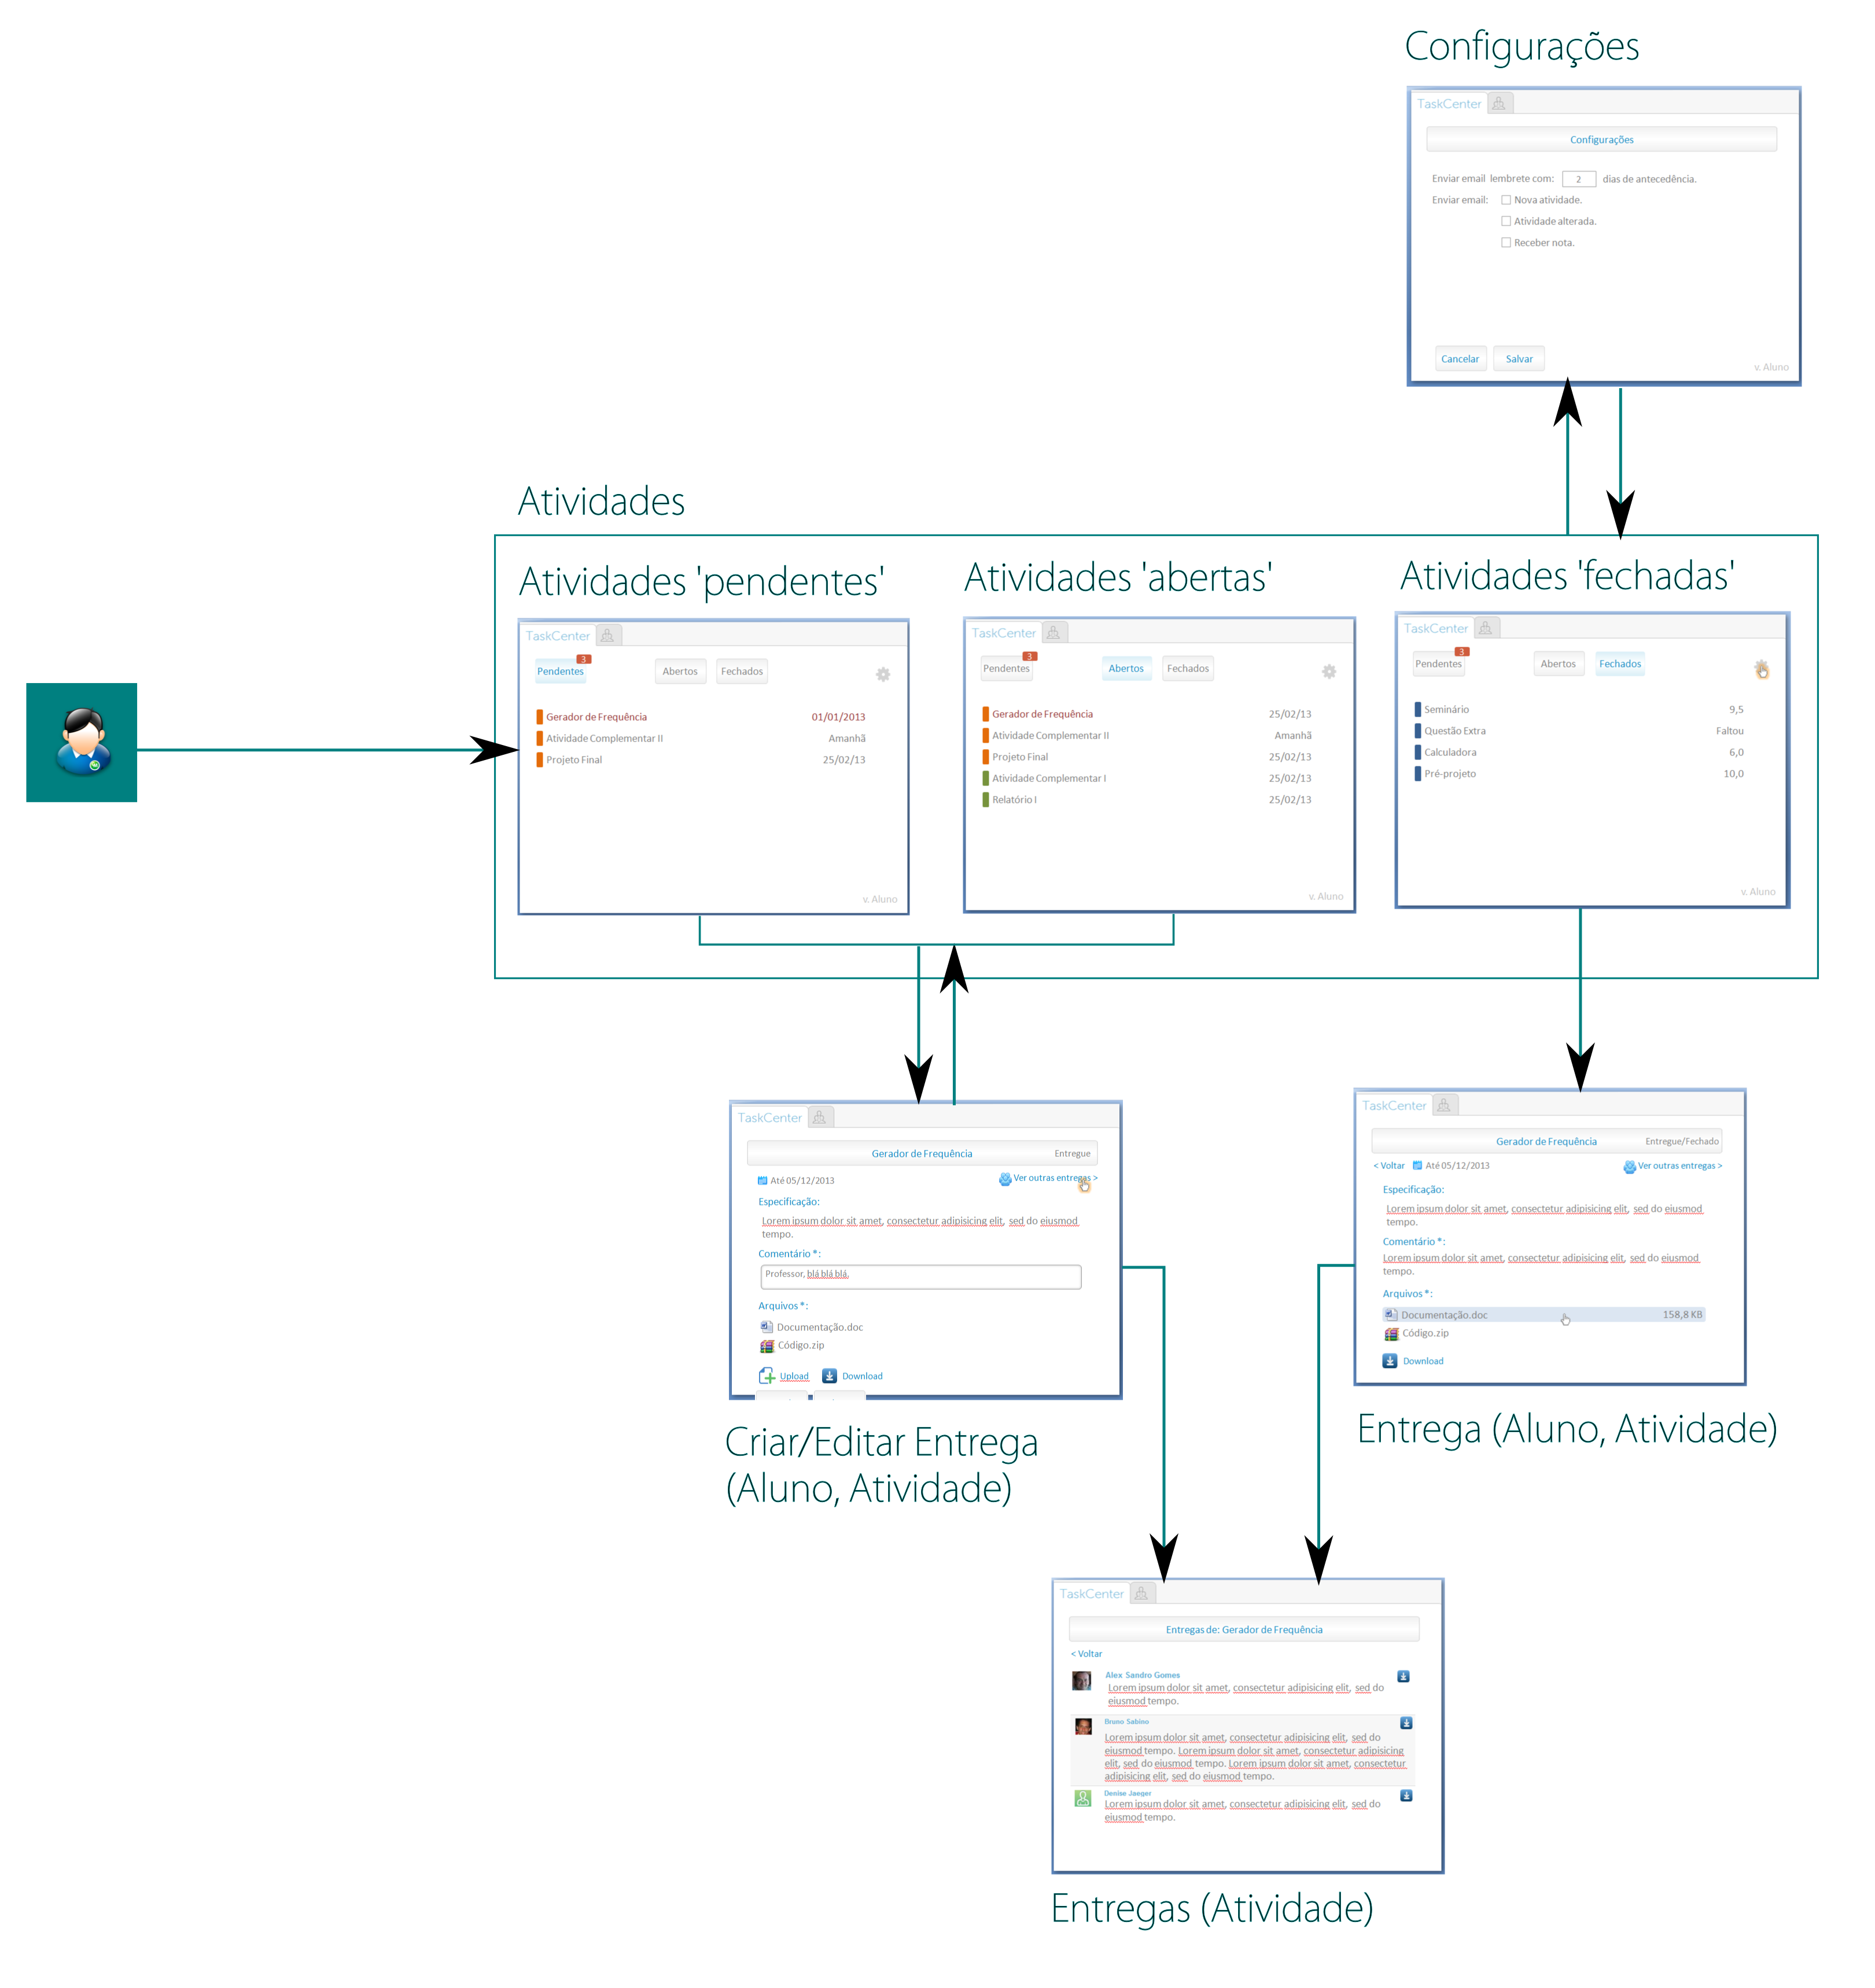 Configurações
TaskCenter
Configurações
Enviar email lembrete com: 2 dias de antecedência.
Enviar email: Nova atividade.
Atividade alterada.
Receber nota.
Cancelar Salvar
v. Aluno
Atividades
Atividades 'pendentes'
TaskCenter
Pendentes 3 Abertos Fechados
Gerador de Frequência 01/01/2013
Atividade Complementar II Amanhã
Projeto Final 25/02/13
v. Aluno
Atividades 'abertas'
TaskCenter
Pendentes 3 Abertos Fechados
Gerador de Frequência 25/02/13
Atividade Complementar II Amanhã
Projeto Final 25/02/13
Atividade Complementar I 25/02/13
Relatório I 25/02/13
v. Aluno
Atividades 'fechadas'
TaskCenter
Pendentes 3 Abertos Fechados
Seminário 9,5
Questão Extra Faltou
Calculadora 6,0
Pré-projeto 10,0
v. Aluno
TaskCenter
Gerador de Frequência Entregue
Até 05/12/2013 Ver outras entregas >
Especificação:
Lorem ipsum dolor sit amet, consectetur adipisicing elit, sed do eiusmod
tempo.
Comentário *:
Professor, blá blá blá,
Arquivos *:
Documentação.doc
Código.zip
Upload Download
Criar/Editar Entrega
(Aluno, Atividade)
TaskCenter
Gerador de Frequência Entregue/Fechado
< Voltar Até 05/12/2013 Ver outras entregas >
Especificação:
Lorem ipsum dolor sit amet, consectetur adipisicing elit, sed do eiusmod
tempo.
Comentário *:
Lorem ipsum dolor sit amet, consectetur adipisicing elit, sed do eiusmod
tempo.
Arquivos *:
Documentação.doc 158,8 KB
Código.zip
Download
Entrega (Aluno, Atividade)
TaskCenter
Entregas de: Gerador de Frequência
< Voltar
Alex Sandro Gomes
Lorem ipsum dolor sit amet, consectetur adipisicing elit, sed do
eiusmod tempo.
Bruno Sabino
Lorem ipsum dolor sit amet, consectetur adipisicing elit, sed do
eiusmod tempo. Lorem ipsum dolor sit amet, consectetur adipisicing
elit, sed do eiusmod tempo. Lorem ipsum dolor sit amet, consectetur
adipisicing elit, sed do eiusmod tempo.
Denise Jaeger
Lorem ipsum dolor sit amet, consectetur adipisicing elit, sed do
eiusmod tempo.
Entregas (Atividade)